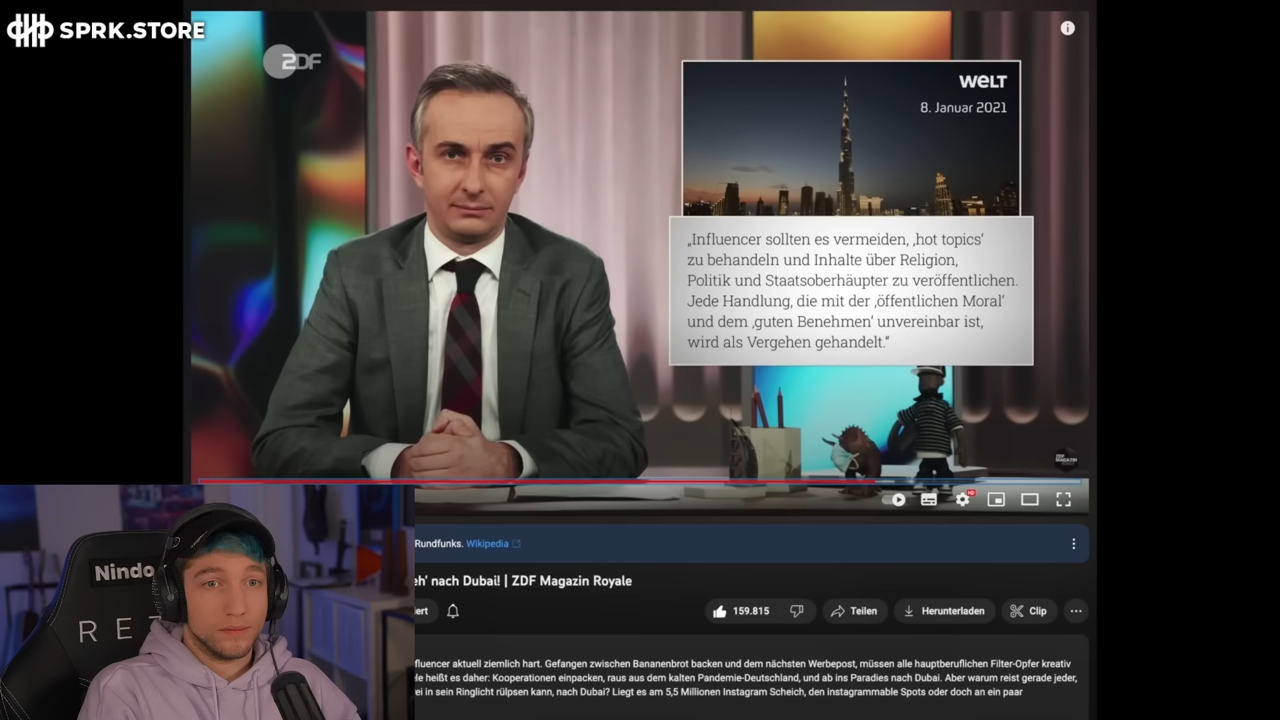 SPRK.STORE
ZDF
WELT
8. Januar 2021
„Influencer sollten es vermeiden, ‚hot topics‘
zu behandeln und Inhalte über Religion,
Politik und Staatsoberhäupter zu veröffentlichen.
Jede Handlung, die mit der ‚öffentlichen Moral‘
und dem ‚guten Benehmen‘ unvereinbar ist,
wird als Vergehen gehandelt.“
ZDF
MAGAZIN
HD
Rundfunks. Wikipedia
eh' nach Dubai! | ZDF Magazin Royale
ert
159.815
Teilen
Herunterladen
Clip
fluencer aktuell ziemlich hart. Gefangen zwischen Bananenbrot backen und dem nächsten Werbepost, müssen alle hauptberuflichen Filter-Opfer kreativ
le heißt es daher: Kooperationen einpacken, raus aus dem kalten Pandemie-Deutschland, und ab ins Paradies nach Dubai. Aber warum reist gerade jeder,
ei in sein Ringlicht rülpsen kann, nach Dubai? Liegt es am 5,5 Millionen Instagram Scheich, den instagrammable Spots oder doch an ein paar
Nindo
RE